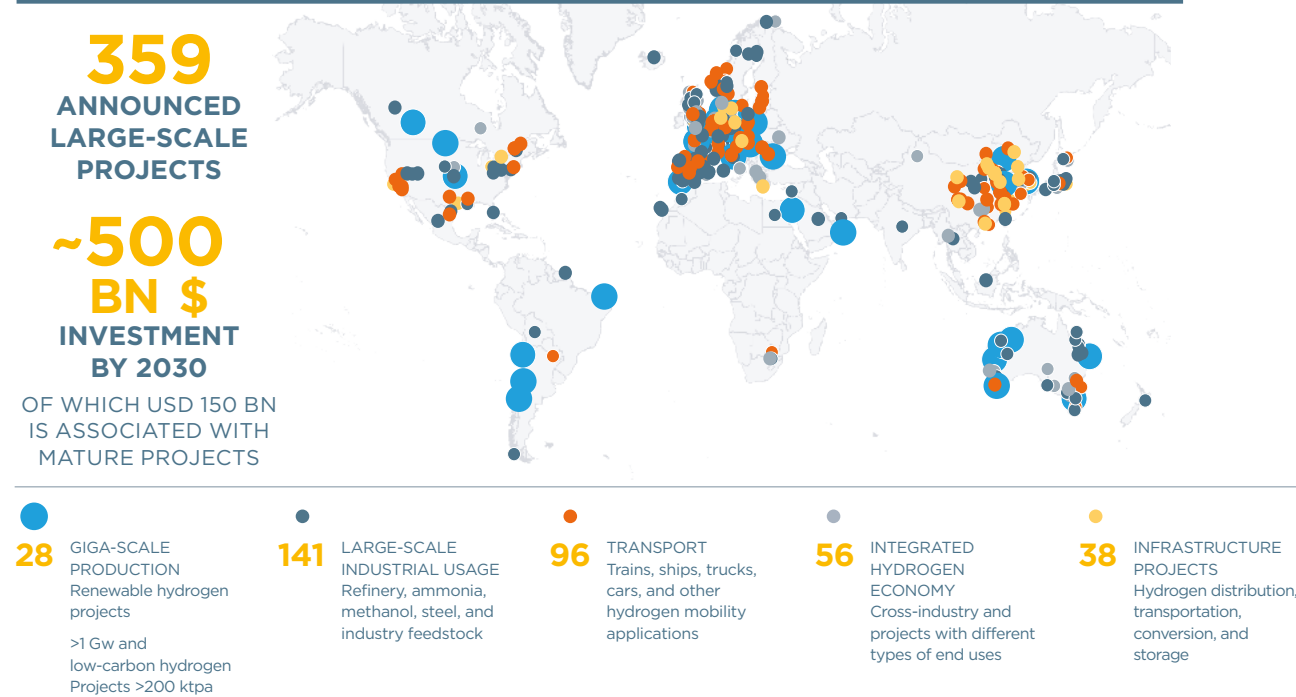 359
ANNOUNCED
LARGE-SCALE
PROJECTS
~500
BN $
INVESTMENT
BY 2030
OF WHICH USD 150 BN
IS ASSOCIATED WITH
MATURE PROJECTS
28
GIGA-SCALE
PRODUCTION
Renewable hydrogen
projects
>1 Gw and
low-carbon hydrogen
Projects >200 ktpa
141
LARGE-SCALE
INDUSTRIAL USAGE
Refinery, ammonia,
methanol, steel, and
industry feedstock
96
TRANSPORT
Trains, ships, trucks,
cars, and other
hydrogen mobility
applications
56
INTEGRATED
HYDROGEN
ECONOMY
Cross-industry and
projects with different
types of end uses
38
INFRASTRUCTURE
PROJECTS
Hydrogen distribution,
transportation,
conversion, and
storage